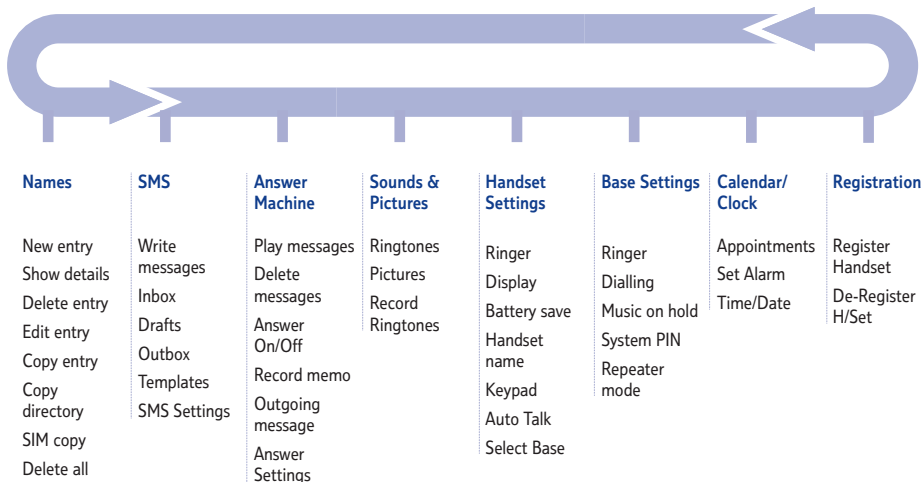 Names
New entry
Show details
Delete entry
Edit entry
Copy entry
Copy
directory
SIM copy
Delete all
SMS
Write
messages
Inbox
Drafts
Outbox
Templates
SMS Settings
Answer
Machine
Play messages
Delete
messages
Answer
On/Off
Record memo
Outgoing
message
Answer
Settings
Sounds &
Pictures
Ringtones
Pictures
Record
Ringtones
Handset
Settings
Ringer
Display
Battery save
Handset
name
Keypad
Auto Talk
Select Base
Base Settings
Ringer
Dialling
Music on hold
System PIN
Repeater
mode
Calendar/
Clock
Appointments
Set Alarm
Time/Date
Registration
Register
Handset
De-Register
H/Set